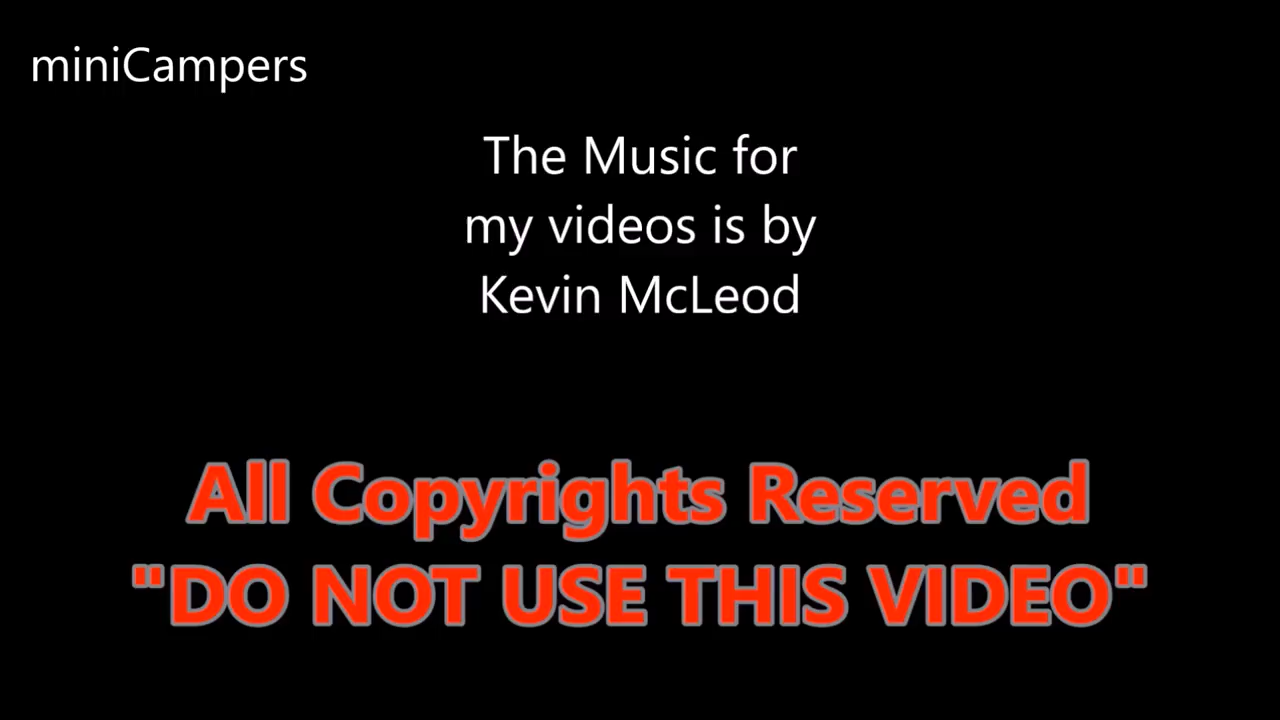 miniCampers
The Music for
my videos is by
Kevin McLeod
All Copyrights Reserved
"DO NOT USE THIS VIDEO"